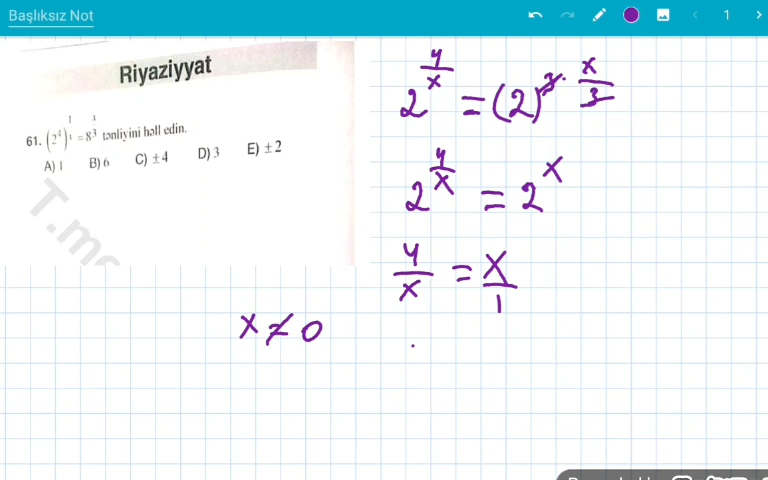 Başlıksız Not
1
Riyaziyyat
61. (2^4)^(1/x) = 8^(x/3) tənliyini həll edin.
A) 1 B) 6 C) ±4 D) 3 E) ±2
T.me
2^(4/x) = (2)^(3· x/3)
2^(4/x) = 2^x
4/x = x/1
x ≠ 0